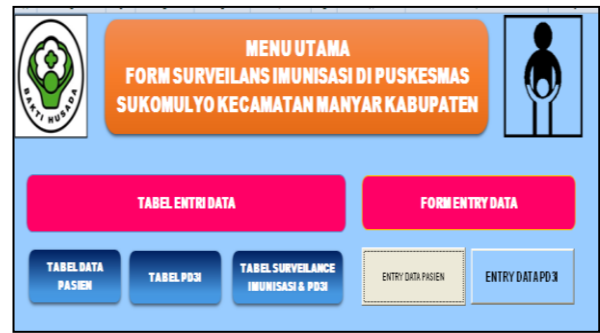 MENU UTAMA
FORM SURVEILANS IMUNISASI DI PUSKESMAS
SUKOMULYO KECAMATAN MANYAR KABUPATEN
BAKTI HUSADA
TABEL ENTRI DATA
FORM ENTRY DATA
TABEL DATA
PASIEN
TABEL PD3I
TABEL SURVEILANCE
IMUNISASI & PD3I
ENTRY DATA PASIEN
ENTRY DATA PD3I